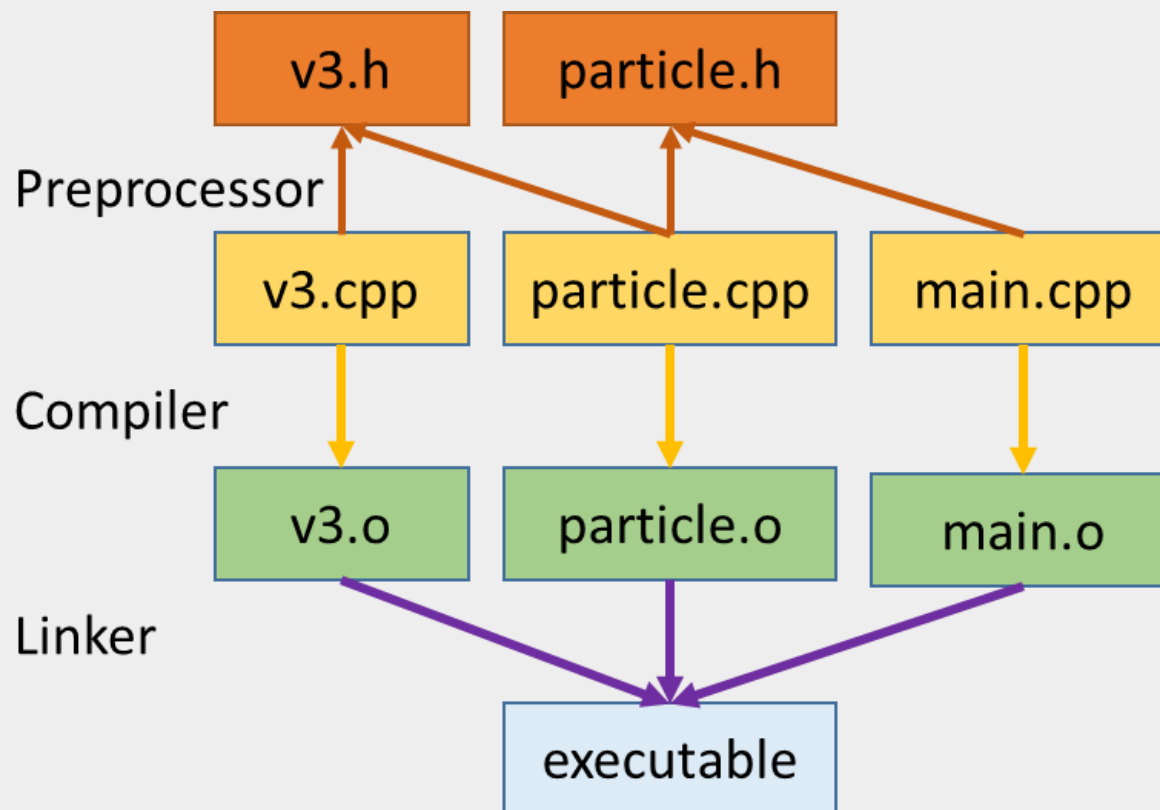 v3.h
particle.h
Preprocessor
v3.cpp
particle.cpp
main.cpp
Compiler
v3.o
particle.o
main.o
Linker
executable